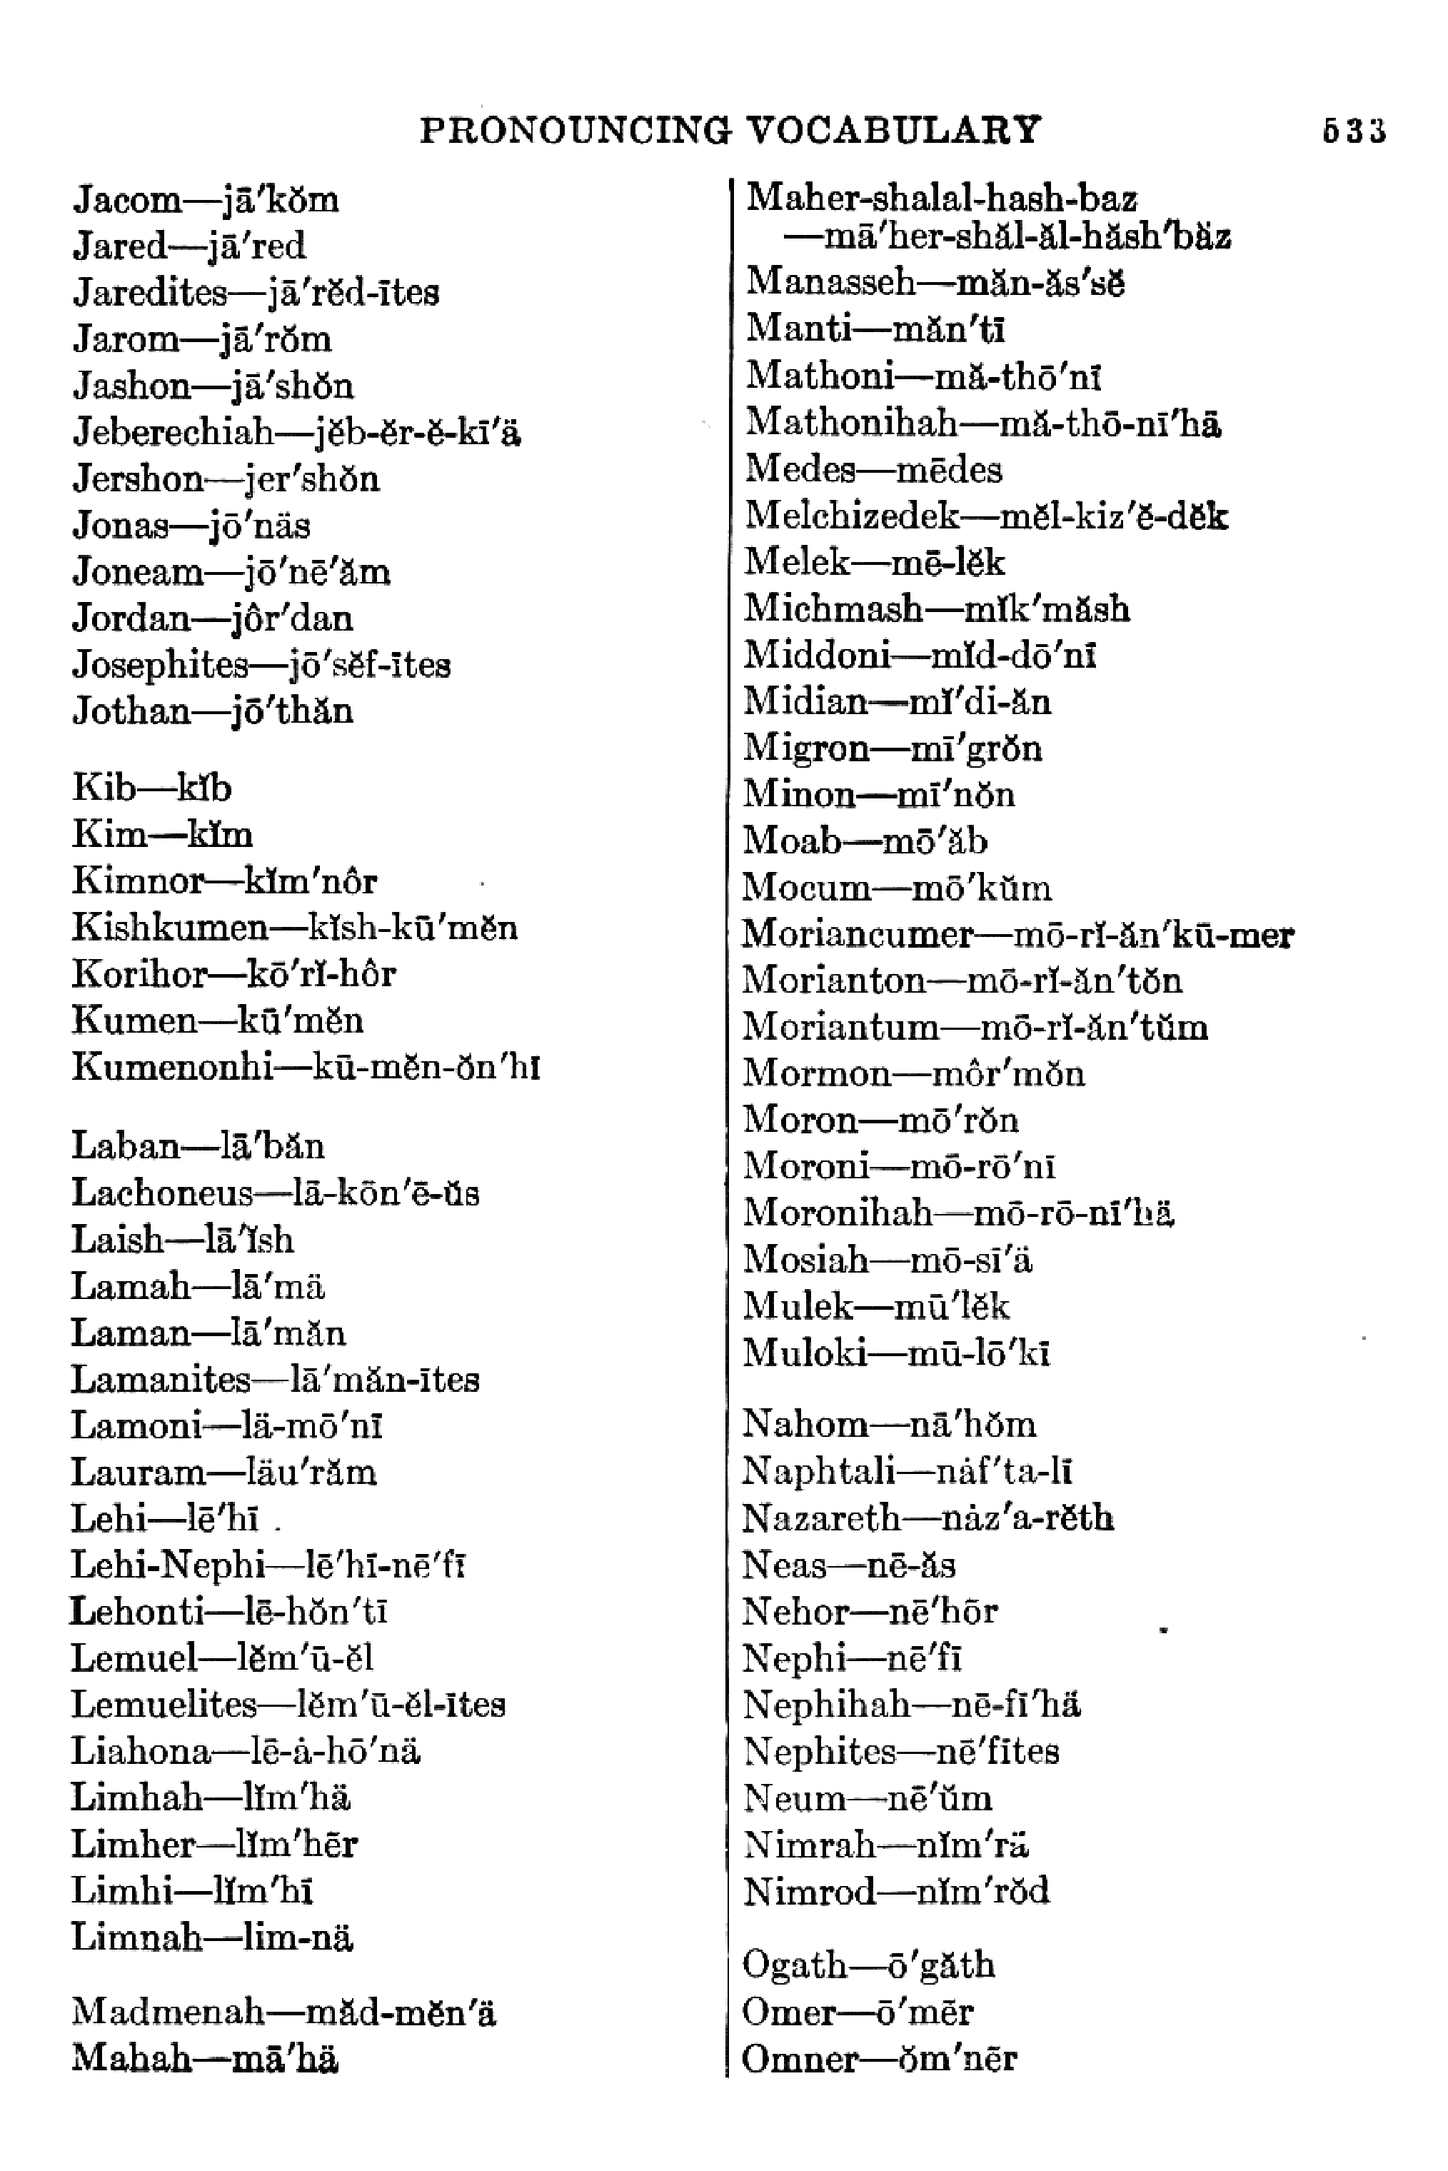 PRONOUNCING VOCABULARY 533
Jacom—jā′kŏm
Jared—jā′red
Jaredites—jā′rĕd-ītes
Jarom—jā′rŏm
Jashon—jā′shŏn
Jeberechiah—jĕb-ĕr-ĕ-kī′ä
Jershon—jer′shŏn
Jonas—jō′näs
Joneam—jō′nē′ăm
Jordan—jôr′dan
Josephites—jō′sĕf-ītes
Jothan—jō′thăn
Kib—kĭb
Kim—kĭm
Kimnor—kĭm′nôr
Kishkumen—kĭsh-kū′mĕn
Korihor—kō′rĭ-hôr
Kumen—kū′mĕn
Kumenonhi—kū-mĕn-ŏn′hī
Laban—lā′băn
Lachoneus—lā-kōn′ē-ŭs
Laish—lā′ĭsh
Lamah—lā′mä
Laman—lā′măn
Lamanites—lā′măn-ītes
Lamoni—lä-mō′nī
Lauram—läu′răm
Lehi—lē′hī
Lehi-Nephi—lē′hī-nē′fī
Lehonti—lē-hŏn′tī
Lemuel—lĕm′ū-ĕl
Lemuelites—lĕm′ū-ĕl-ītes
Liahona—lē-ȧ-hō′nä
Limhah—lĭm′hä
Limher—lĭm′hēr
Limhi—lĭm′hī
Limnah—lim-nä
Madmenah—măd-mĕn′ä
Mahah—mā′hä
Maher-shalal-hash-baz
—mā′her-shăl-ăl-hăsh′băz
Manasseh—măn-ăs′sĕ
Manti—măn′tī
Mathoni—mă-thō′nī
Mathonihah—mă-thō-nī′hā
Medes—mēdes
Melchizedek—mĕl-kiz′ĕ-dĕk
Melek—mē-lĕk
Michmash—mĭk′măsh
Middoni—mĭd-dō′nī
Midian—mĭ′di-ăn
Migron—mī′grŏn
Minon—mī′nŏn
Moab—mō′ăb
Mocum—mō′kŭm
Moriancumer—mō-rĭ-ăn′kū-mer
Morianton—mō-rĭ-ăn′tŏn
Moriantum—mō-rĭ-ăn′tŭm
Mormon—môr′mŏn
Moron—mō′rŏn
Moroni—mō-rō′nī
Moronihah—mō-rō-nī′hä
Mosiah—mō-sī′ä
Mulek—mū′lĕk
Muloki—mū-lō′kī
Nahom—nā′hŏm
Naphtali—nȧf′ta-lī
Nazareth—nȧz′a-rĕth
Neas—nē-ăs
Nehor—nē′hōr
Nephi—nē′fī
Nephihah—nē-fī′hä
Nephites—nē′fītes
Neum—nē′ŭm
Nimrah—nĭm′rä
Nimrod—nĭm′rŏd
Ogath—ō′găth
Omer—ō′mēr
Omner—ŏm′nēr